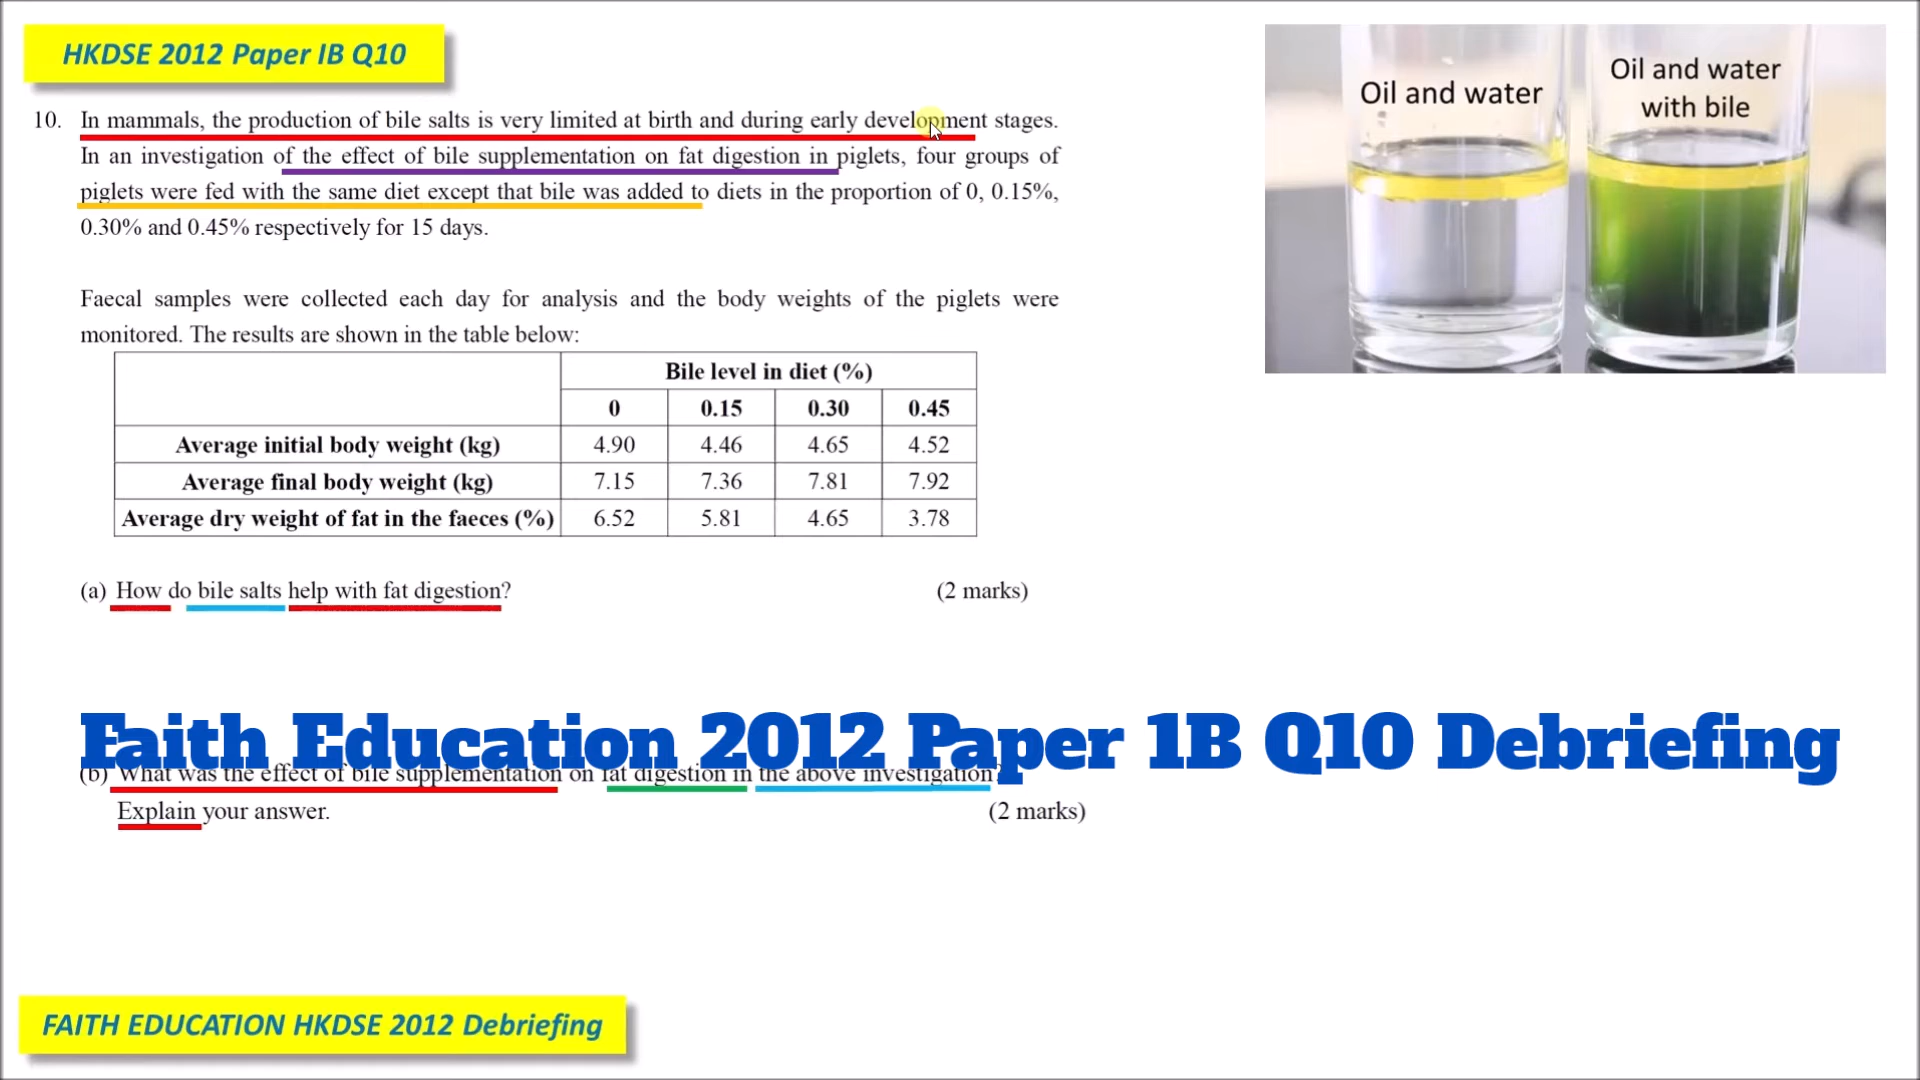 HKDSE 2012 Paper IB Q10
Oil and water
Oil and water
with bile
10. In mammals, the production of bile salts is very limited at birth and during early development stages.
In an investigation of the effect of bile supplementation on fat digestion in piglets, four groups of
piglets were fed with the same diet except that bile was added to diets in the proportion of 0, 0.15%,
0.30% and 0.45% respectively for 15 days.
Faecal samples were collected each day for analysis and the body weights of the piglets were
monitored. The results are shown in the table below:
Bile level in diet (%)
0 0.15 0.30 0.45
Average initial body weight (kg) 4.90 4.46 4.65 4.52
Average final body weight (kg) 7.15 7.36 7.81 7.92
Average dry weight of fat in the faeces (%) 6.52 5.81 4.65 3.78
(a) How do bile salts help with fat digestion? (2 marks)
Faith Education 2012 Paper 1B Q10 Debriefing
(b) What was the effect of bile supplementation on fat digestion in the above investigation?
Explain your answer. (2 marks)
FAITH EDUCATION HKDSE 2012 Debriefing